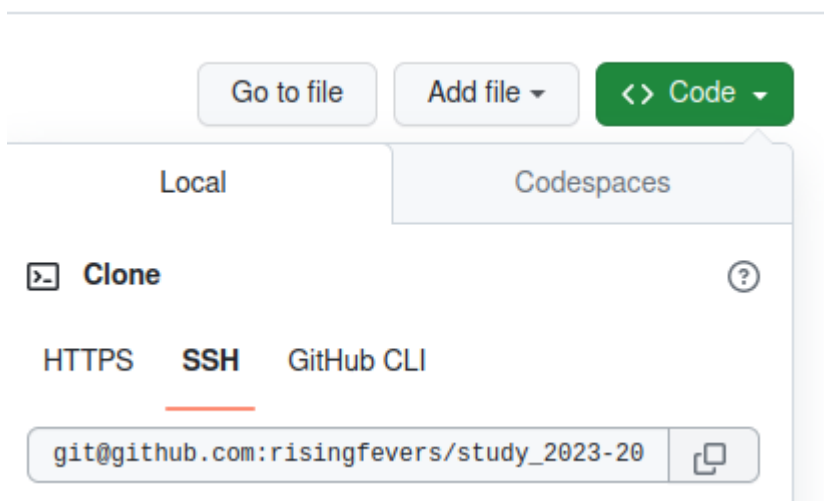 Go to file Add file <> Code
Local Codespaces
Clone
HTTPS SSH GitHub CLI
git@github.com:risingfevers/study_2023-20